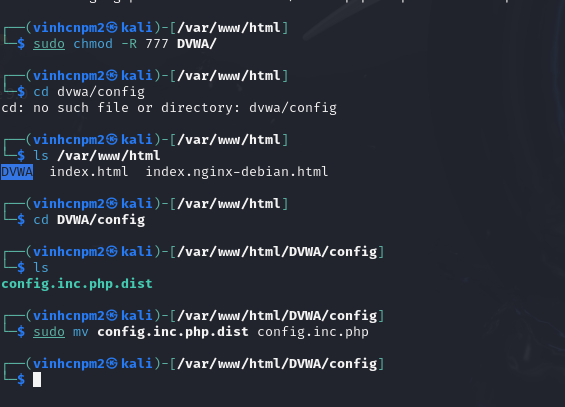 ┌──(vinhcnpm2㉿kali)-[/var/www/html]
└─$ sudo chmod -R 777 DVWA/
┌──(vinhcnpm2㉿kali)-[/var/www/html]
└─$ cd dvwa/config
cd: no such file or directory: dvwa/config
┌──(vinhcnpm2㉿kali)-[/var/www/html]
└─$ ls /var/www/html
DVWA  index.html  index.nginx-debian.html
┌──(vinhcnpm2㉿kali)-[/var/www/html]
└─$ cd DVWA/config
┌──(vinhcnpm2㉿kali)-[/var/www/html/DVWA/config]
└─$ ls
config.inc.php.dist
┌──(vinhcnpm2㉿kali)-[/var/www/html/DVWA/config]
└─$ sudo mv config.inc.php.dist config.inc.php
┌──(vinhcnpm2㉿kali)-[/var/www/html/DVWA/config]
└─$